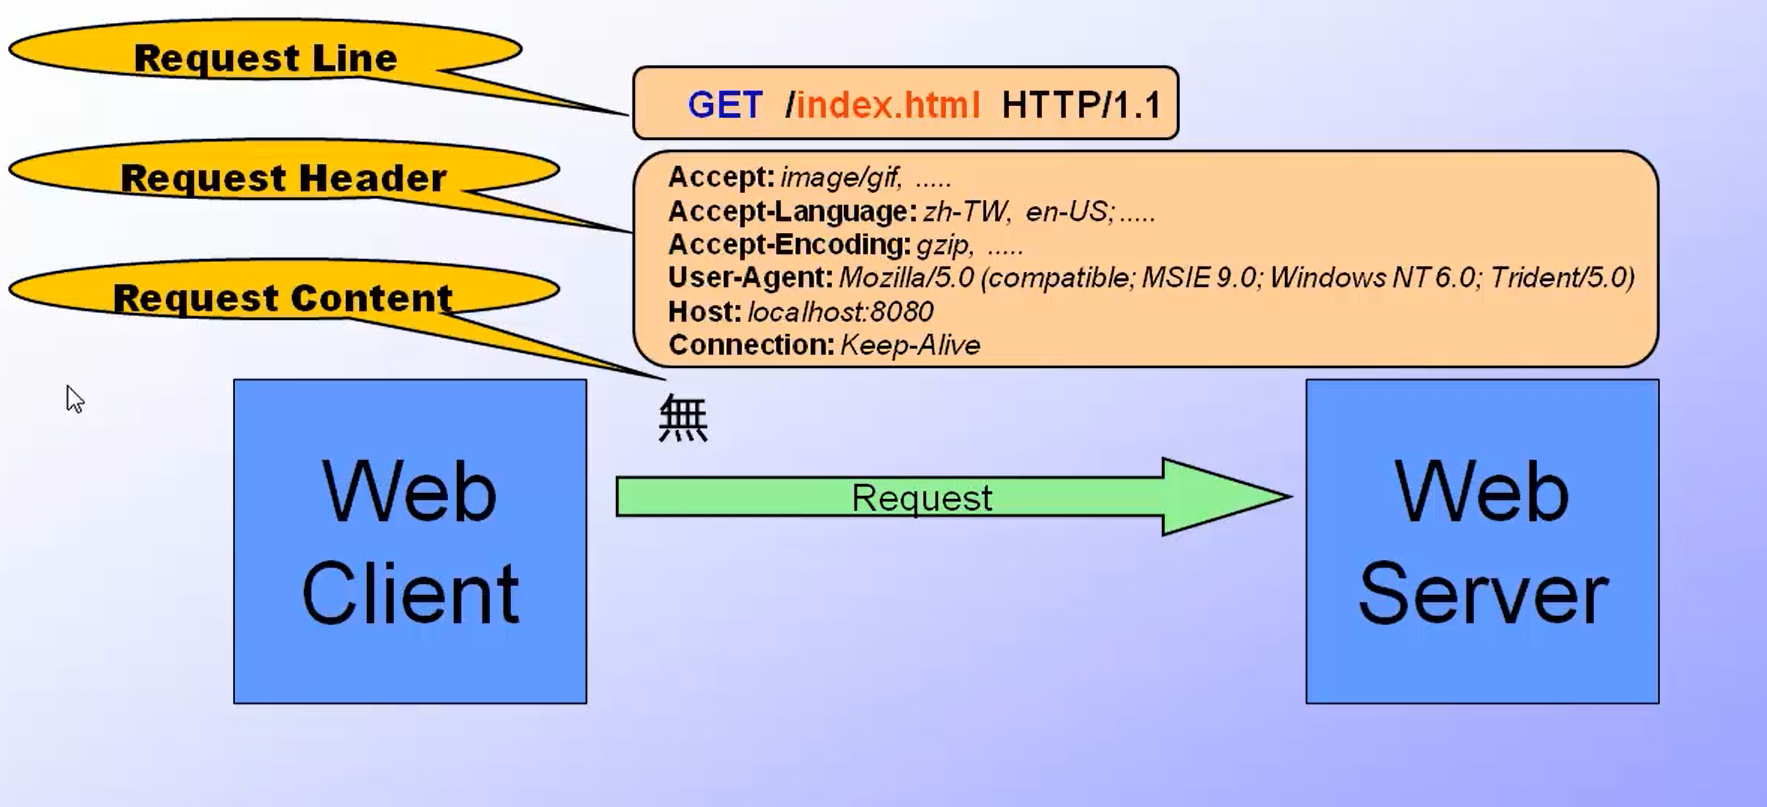 Request Line
GET /index.html HTTP/1.1
Request Header
Accept: image/gif, .....
Accept-Language: zh-TW, en-US;.....
Accept-Encoding: gzip, .....
User-Agent: Mozilla/5.0 (compatible; MSIE 9.0; Windows NT 6.0; Trident/5.0)
Host: localhost:8080
Connection: Keep-Alive
Request Content
無
Web
Client
Request
Web
Server